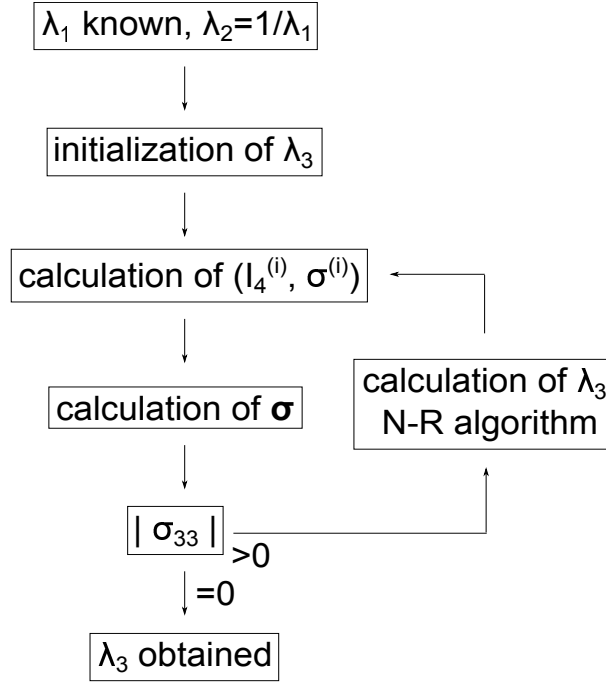 λ₁ known, λ₂=1/λ₁
initialization of λ₃
calculation of (I₄⁽ⁱ⁾, σ⁽ⁱ⁾)
calculation of σ
calculation of λ₃
N-R algorithm
| σ₃₃ |
>0
=0
λ₃ obtained